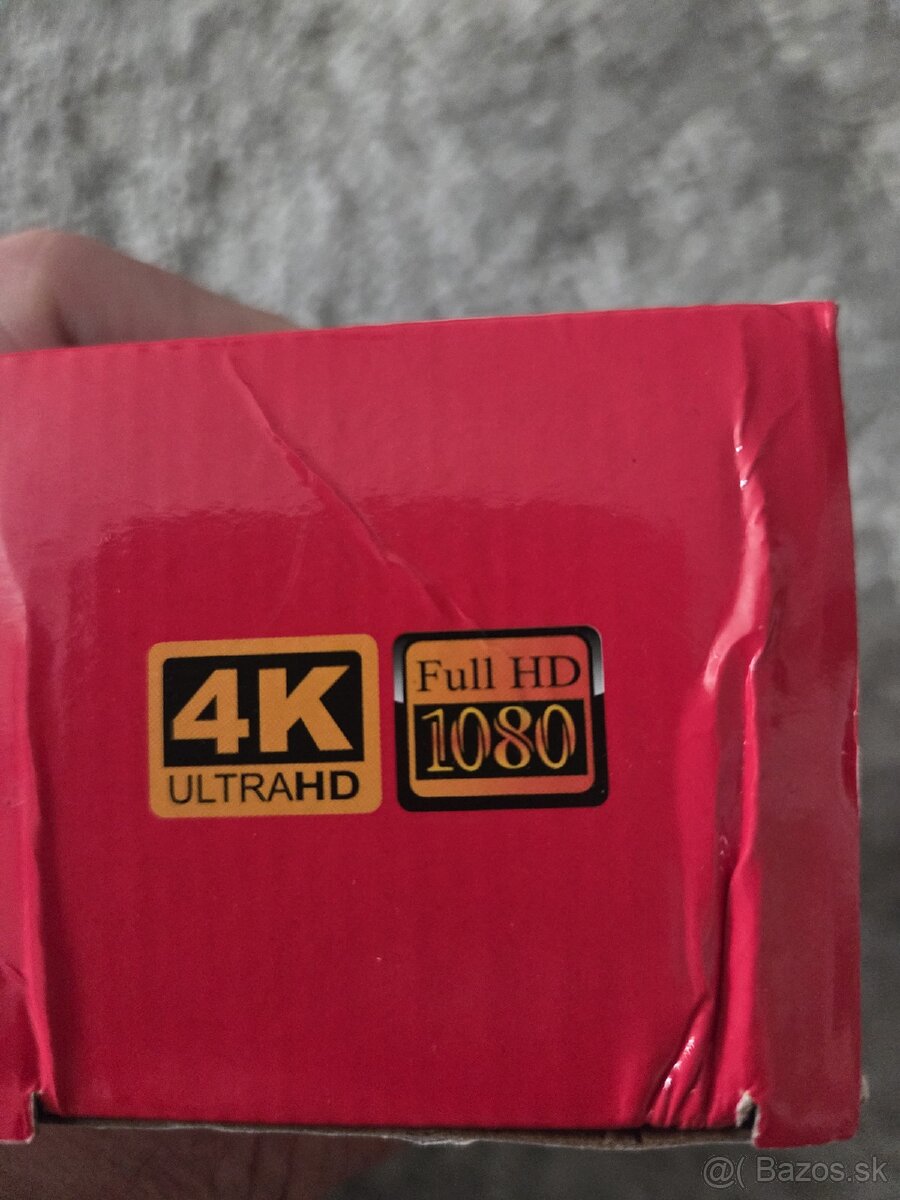 4K
ULTRAHD
Full HD
1080
@( Bazos.sk